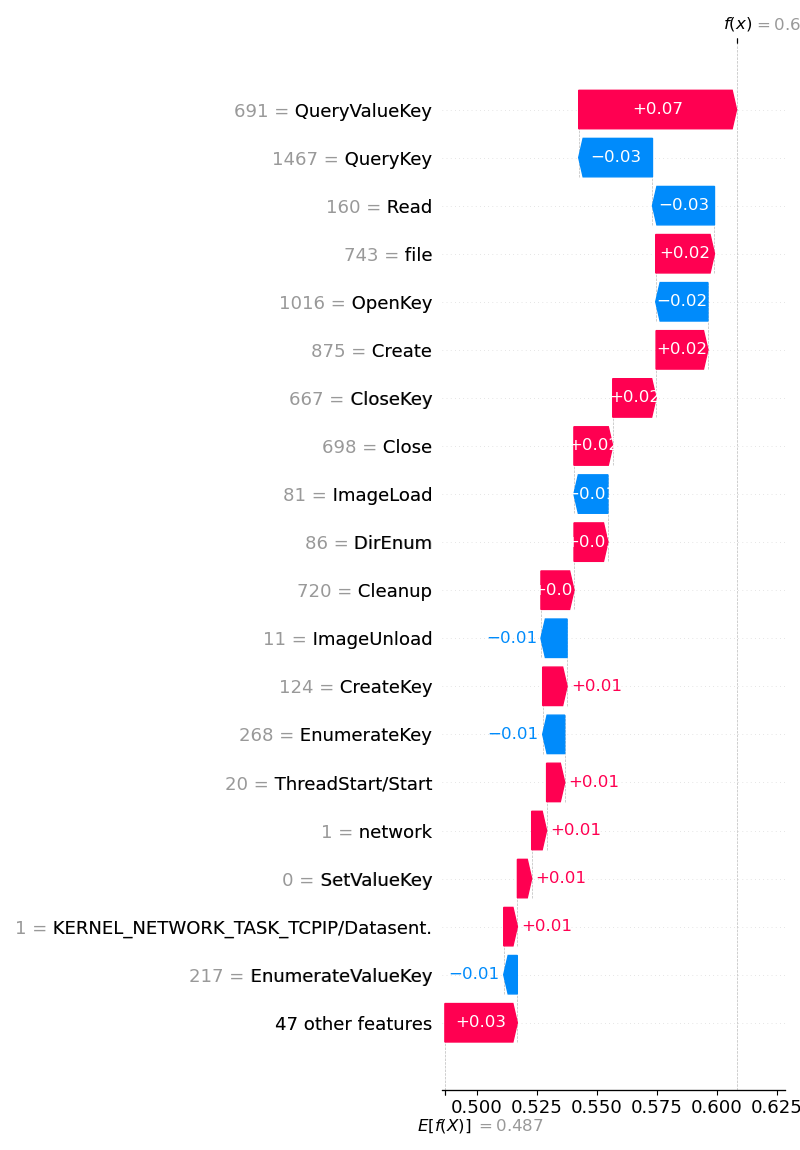 f(x) = 0.6
691 = QueryValueKey +0.07
1467 = QueryKey −0.03
160 = Read −0.03
743 = file +0.02
1016 = OpenKey −0.02
875 = Create +0.02
667 = CloseKey +0.02
698 = Close +0.02
81 = ImageLoad
86 = DirEnum
720 = Cleanup
11 = ImageUnload −0.01
124 = CreateKey +0.01
268 = EnumerateKey −0.01
20 = ThreadStart/Start +0.01
1 = network +0.01
0 = SetValueKey +0.01
1 = KERNEL_NETWORK_TASK_TCPIP/Datasent. +0.01
217 = EnumerateValueKey −0.01
47 other features +0.03
0.500 0.525 0.550 0.575 0.600 0.625
E[f(X)] = 0.487